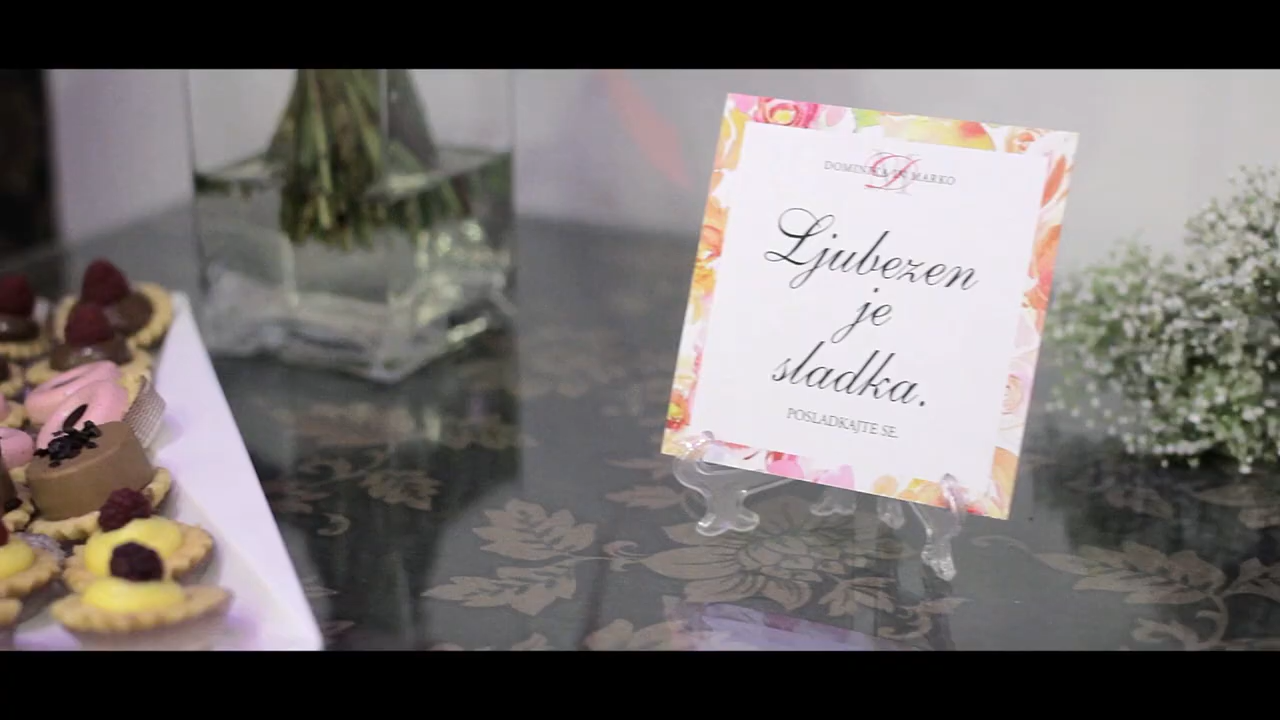 DOMINIKA IN MARKO
D
Ljubezen
je
sladka.
POSLADKAJTE SE.